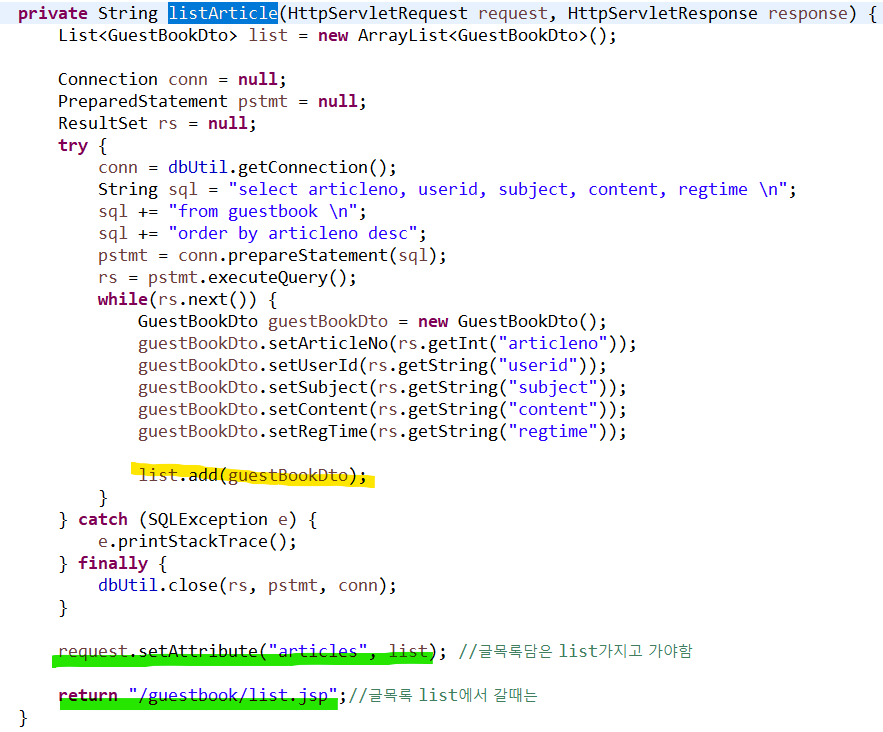 private String listArticle(HttpServletRequest request, HttpServletResponse response) {
List<GuestBookDto> list = new ArrayList<GuestBookDto>();
Connection conn = null;
PreparedStatement pstmt = null;
ResultSet rs = null;
try {
conn = dbUtil.getConnection();
String sql = "select articleno, userid, subject, content, regtime \n";
sql += "from guestbook \n";
sql += "order by articleno desc";
pstmt = conn.prepareStatement(sql);
rs = pstmt.executeQuery();
while(rs.next()) {
GuestBookDto guestBookDto = new GuestBookDto();
guestBookDto.setArticleNo(rs.getInt("articleno"));
guestBookDto.setUserId(rs.getString("userid"));
guestBookDto.setSubject(rs.getString("subject"));
guestBookDto.setContent(rs.getString("content"));
guestBookDto.setRegTime(rs.getString("regtime"));
list.add(guestBookDto);
}
} catch (SQLException e) {
e.printStackTrace();
} finally {
dbUtil.close(rs, pstmt, conn);
}
request.setAttribute("articles", list); //글목록담은 list가지고 가야함
return "/guestbook/list.jsp";//글목록 list에서 갈때는
}